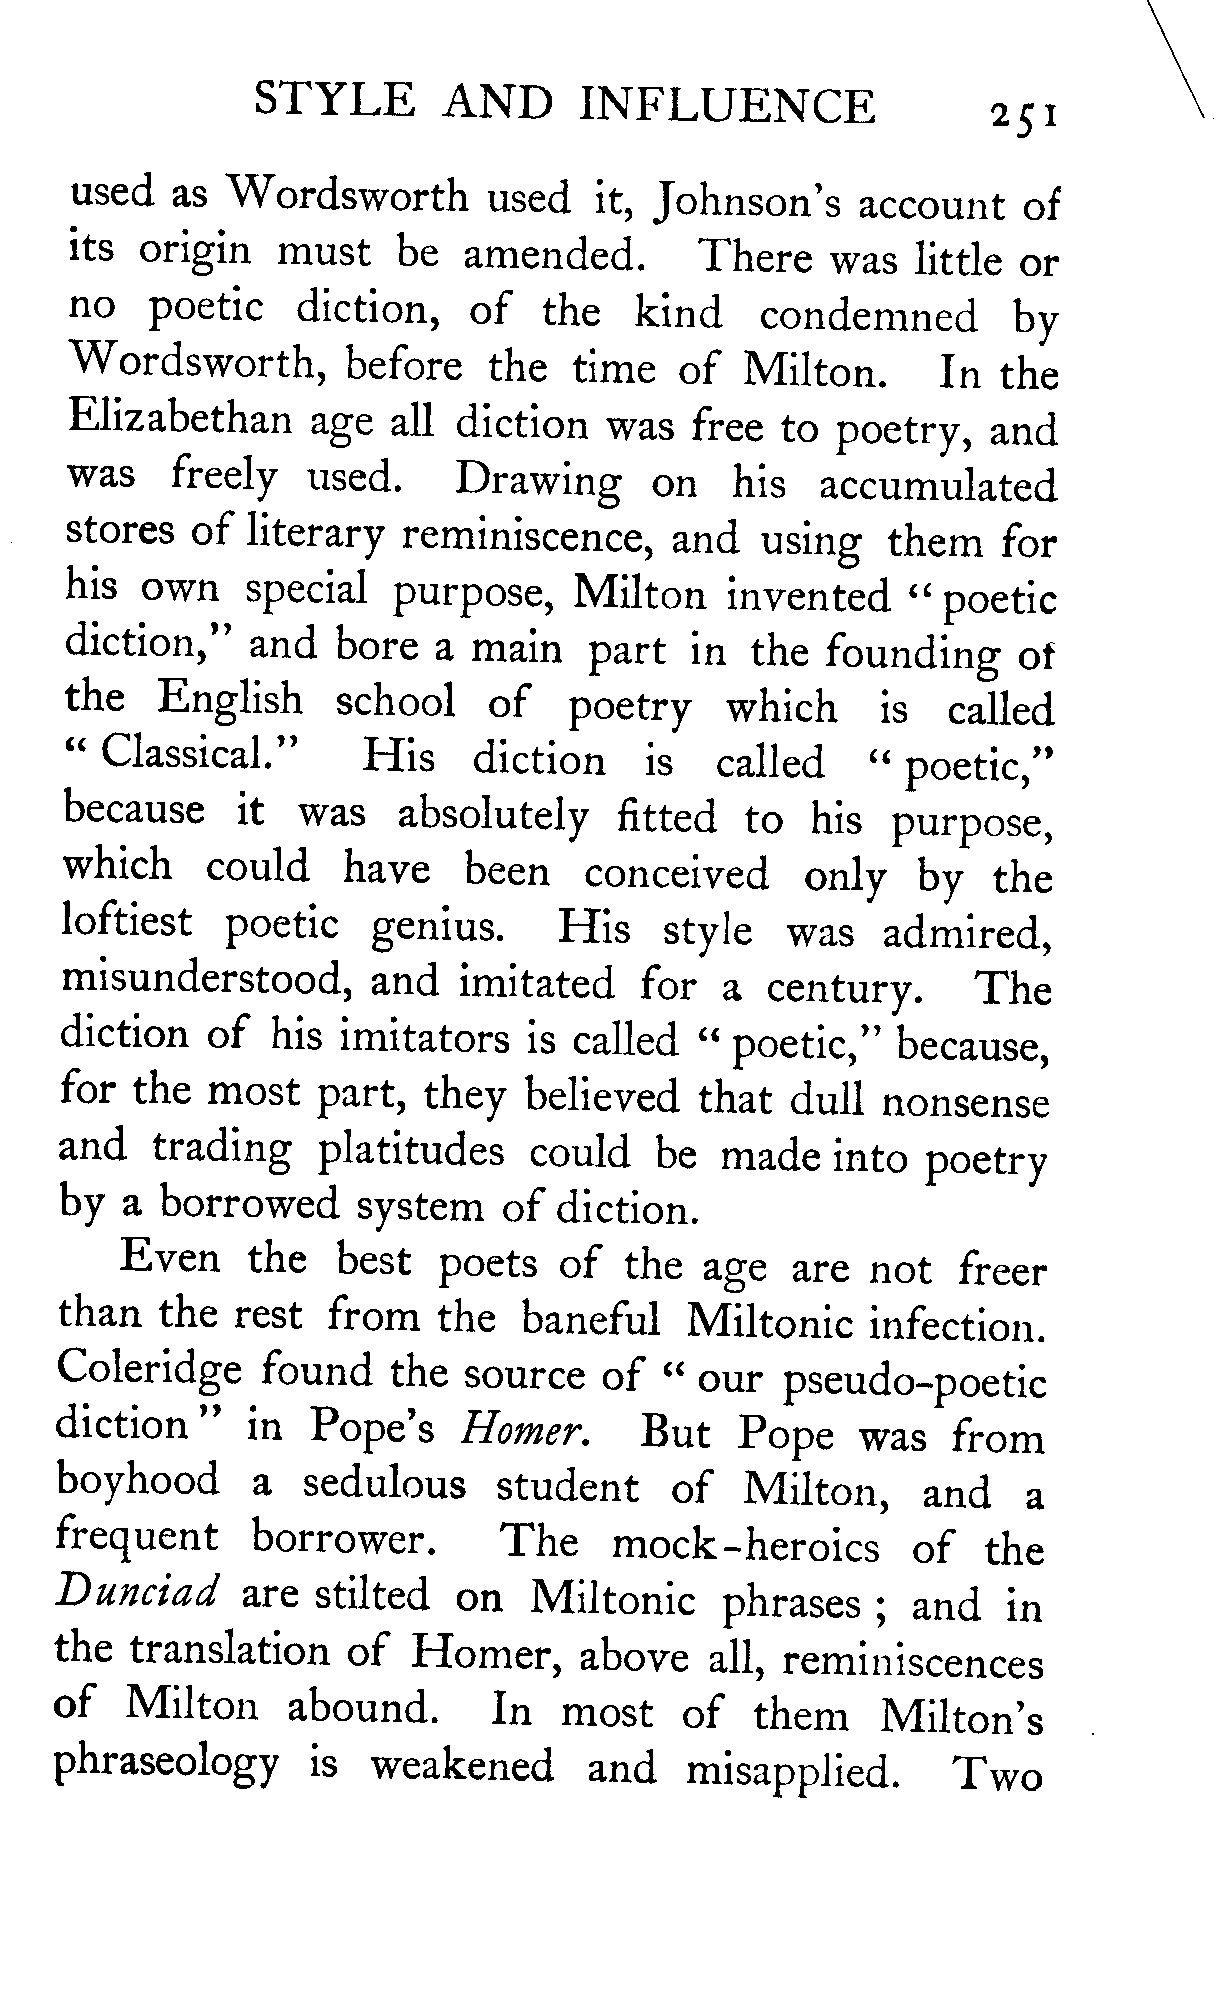 STYLE AND INFLUENCE 251
used as Wordsworth used it, Johnson's account of
its origin must be amended. There was little or
no poetic diction, of the kind condemned by
Wordsworth, before the time of Milton. In the
Elizabethan age all diction was free to poetry, and
was freely used. Drawing on his accumulated
stores of literary reminiscence, and using them for
his own special purpose, Milton invented “poetic
diction,” and bore a main part in the founding of
the English school of poetry which is called
“Classical.” His diction is called “poetic,”
because it was absolutely fitted to his purpose,
which could have been conceived only by the
loftiest poetic genius. His style was admired,
misunderstood, and imitated for a century. The
diction of his imitators is called “poetic,” because,
for the most part, they believed that dull nonsense
and trading platitudes could be made into poetry
by a borrowed system of diction.
Even the best poets of the age are not freer
than the rest from the baneful Miltonic infection.
Coleridge found the source of “our pseudo-poetic
diction” in Pope's Homer. But Pope was from
boyhood a sedulous student of Milton, and a
frequent borrower. The mock-heroics of the
Dunciad are stilted on Miltonic phrases; and in
the translation of Homer, above all, reminiscences
of Milton abound. In most of them Milton's
phraseology is weakened and misapplied. Two